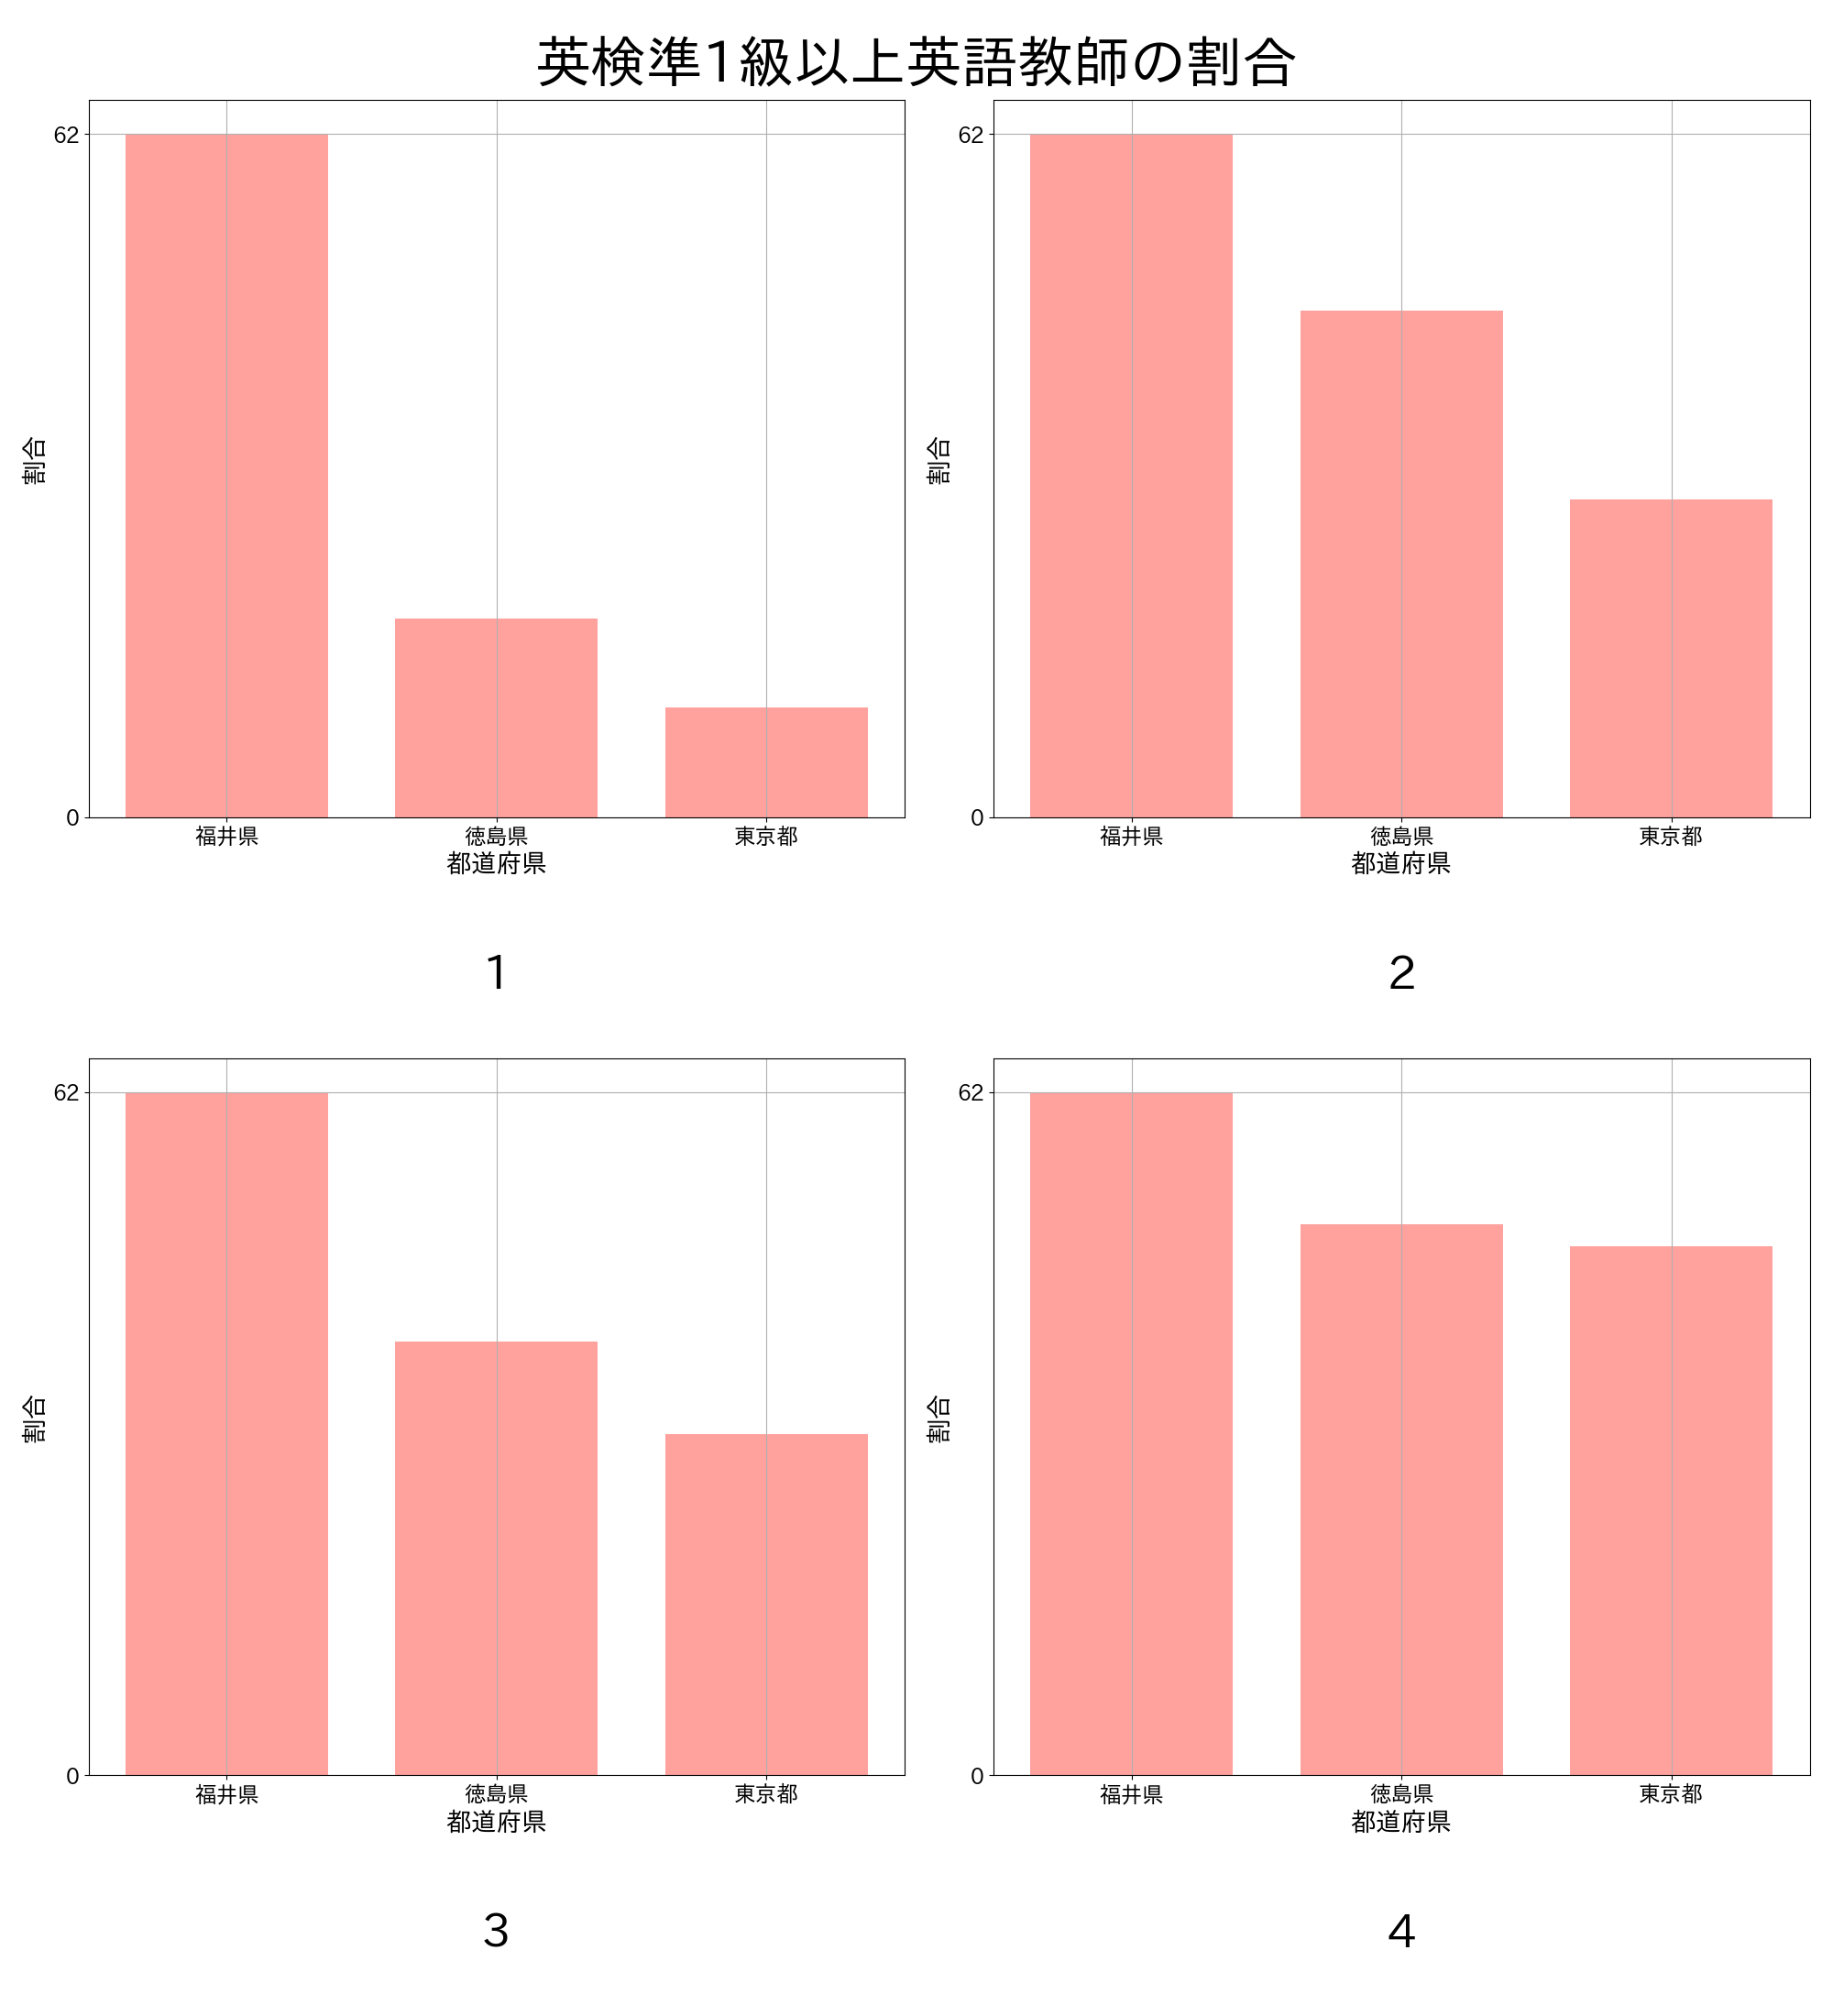 英検準1級以上英語教師の割合
62
0
割合
福井県 徳島県 東京都
都道府県
1
62
0
割合
福井県 徳島県 東京都
都道府県
2
62
0
割合
福井県 徳島県 東京都
都道府県
3
62
0
割合
福井県 徳島県 東京都
都道府県
4